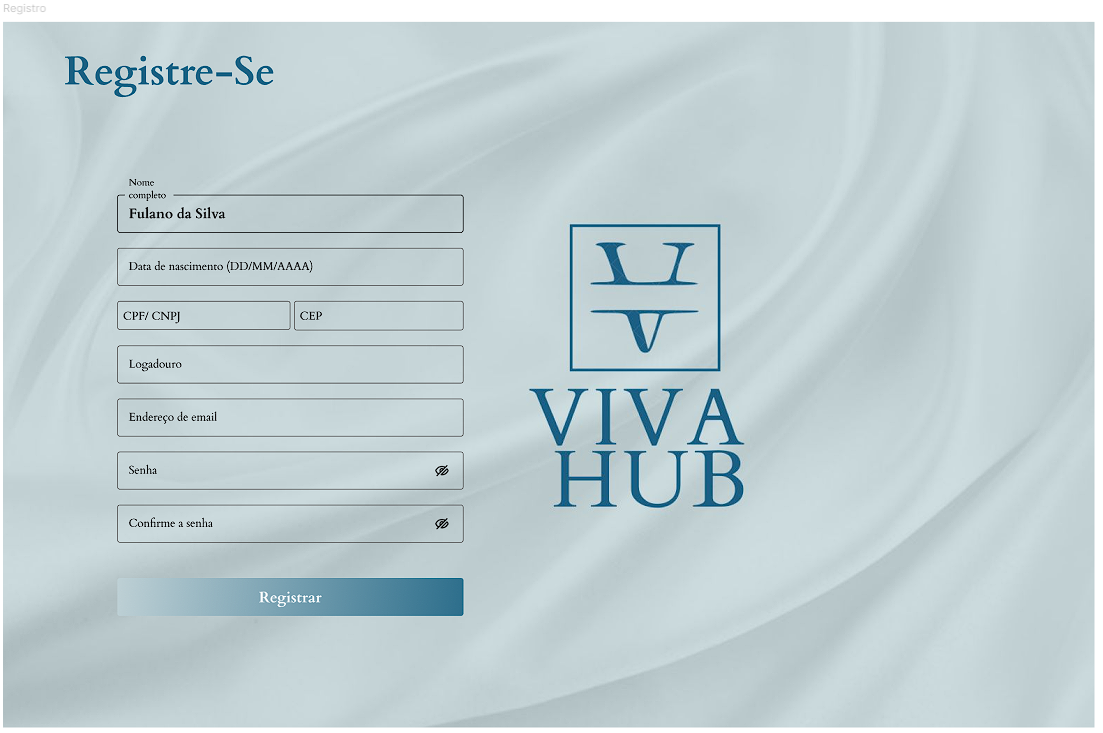 Registro
Registre-Se
Nome
completo
Fulano da Silva
Data de nascimento (DD/MM/AAAA)
CPF/ CNPJ
CEP
Logadouro
Endereço de email
Senha
Confirme a senha
Registrar
VIVA
HUB